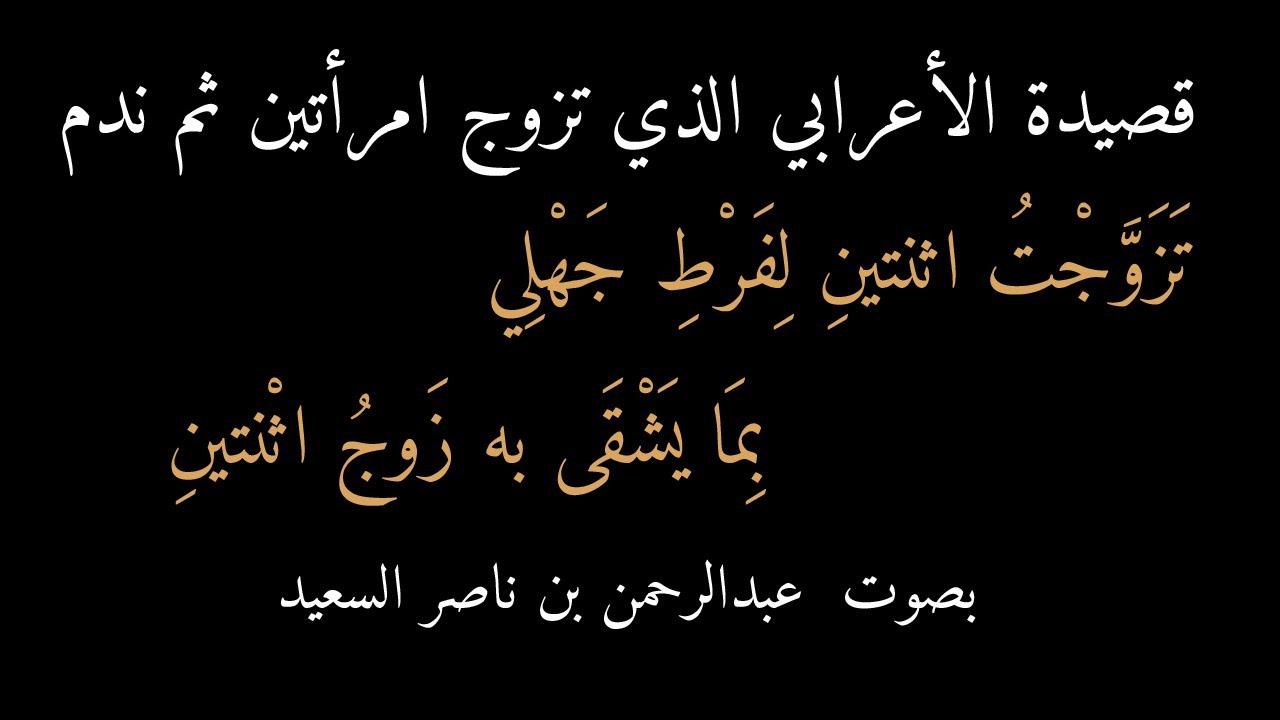 قصيدة الأعرابي الذي تزوج امرأتين ثم ندم
تَزَوَّجْتُ اثنتينِ لِفَرْطِ جَهْلِي
بِمَا يَشْقَى به زَوجُ اثْنتينِ
بصوت عبدالرحمن بن ناصر السعيد